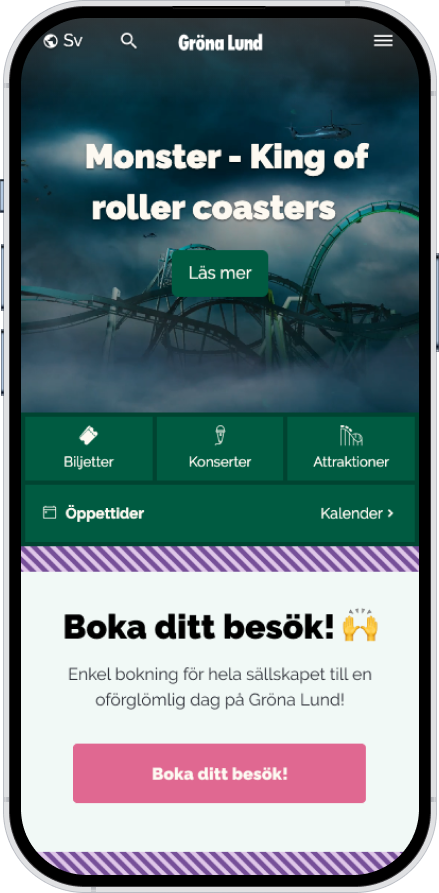 Sv
Gröna Lund
Monster - King of
roller coasters
Läs mer
Biljetter
Konserter
Attraktioner
Öppettider
Kalender
Boka ditt besök! 🙌
Enkel bokning för hela sällskapet till en
oförglömlig dag på Gröna Lund!
Boka ditt besök!